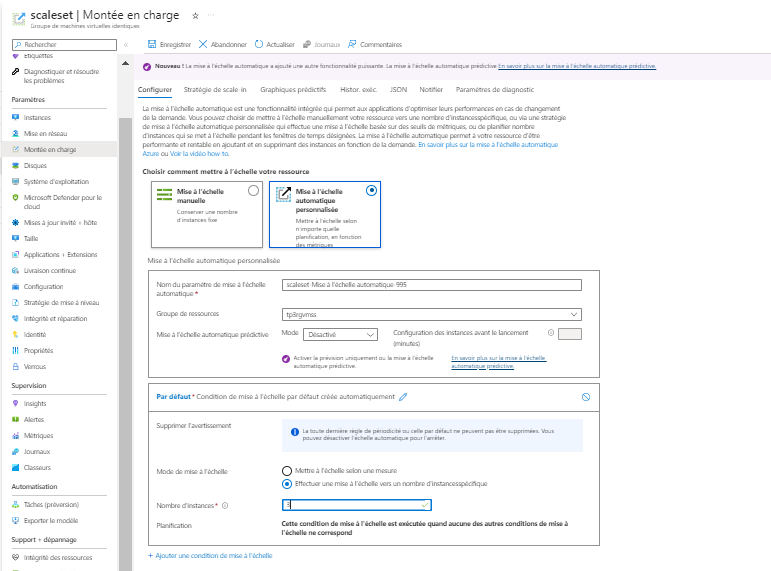 scaleset | Montée en charge ☆ ...
Groupe de machines virtuelles identiques
Rechercher
«
Enregistrer Abandonner Actualiser Journaux Commentaires
Étiquettes
Diagnostiquer et résoudre
les problèmes
Paramètres
Instances
Mise en réseau
Montée en charge
Disques
Système d'exploitation
Microsoft Defender pour le
cloud
Mises à jour invité + hôte
Taille
Applications + Extensions
Livraison continue
Configuration
Stratégie de mise à niveau
Intégrité et réparation
Identité
Propriétés
Verrous
Supervision
Insights
Alertes
Métriques
Journaux
Classeurs
Automatisation
Tâches (préversion)
Exporter le modèle
Support + dépannage
Intégrité des ressources
Nouveau ! La mise à l'échelle automatique a ajouté une autre fonctionnalité puissante. La mise à l'échelle automatique prédictive En savoir plus sur la mise à l'échelle automatique prédictive.
Configurer Stratégie de scale-in Graphiques prédictifs Histor. exéc. JSON Notifier Paramètres de diagnostic
La mise à l'échelle automatique est une fonctionnalité intégrée qui permet aux applications d'optimiser leurs performances en cas de changement
de la demande. Vous pouvez choisir de mettre à l'échelle manuellement votre ressource vers une nombre d'instancesspécifique, ou via une stratégie
de mise à l'échelle automatique personnalisée qui effectue une mise à l'échelle basée sur des seuils de métriques, ou de planifier nombre
d'instances qui se met à l'échelle pendant les fenêtres de temps désignées. La mise à l'échelle automatique permet à votre ressource d'être
performante et rentable en ajoutant et en supprimant des instances en fonction de la demande. En savoir plus sur la mise à l'échelle automatique
Azure ou Voir la vidéo how-to.
Choisir comment mettre à l'échelle votre ressource
Mise à l'échelle
manuelle
Conserver une nombre
d'instances fixe
Mise à l'échelle
automatique
personnalisée
Mettre à l'échelle selon
n'importe quelle
planification, en fonction
des métriques
Mise à l'échelle automatique personnalisée
Nom du paramètre de mise à l'échelle
automatique *
scaleset-Mise à l'échelle automatique-995
Groupe de ressources
tp3rgvmss
Mise à l'échelle automatique prédictive
Mode Désactivé
Configuration des instances avant le lancement
(minutes)
Activer la prévision uniquement ou la mise à l'échelle
automatique prédictive.
En savoir plus sur la mise à l'échelle
automatique prédictive.
Par défaut * Condition de mise à l'échelle par défaut créée automatiquement
Supprimer l'avertissement
La toute dernière règle de périodicité ou celle par défaut ne peuvent pas être supprimées. Vous
pouvez désactiver l'échelle automatique pour l'arrêter.
Mode de mise à l'échelle
Mettre à l'échelle selon une mesure
Effectuer une mise à l'échelle vers un nombre d'instancesspécifique
Nombre d'instances *
Planification
Cette condition de mise à l'échelle est exécutée quand aucune des autres conditions de mise à
l'échelle ne correspond
+ Ajouter une condition de mise à l'échelle